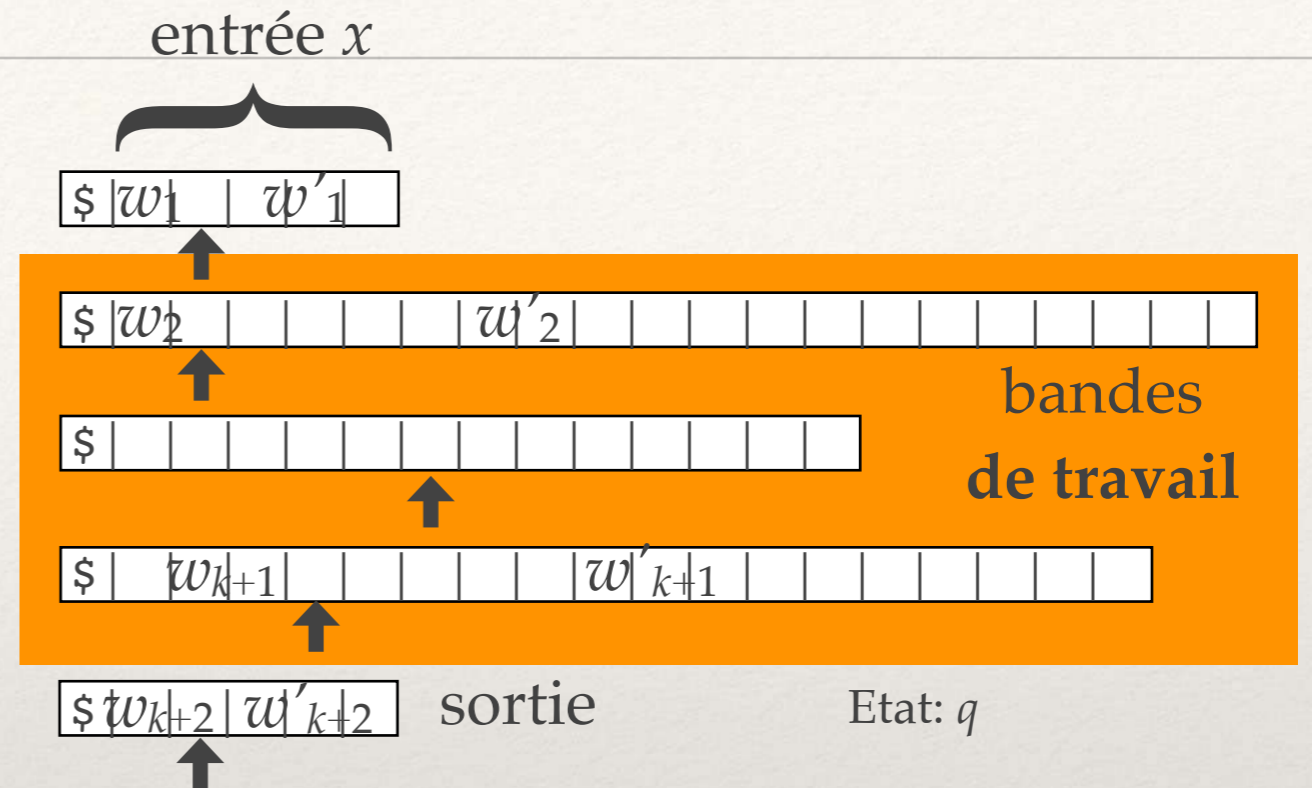 entrée x
$ w1 w′1
$ w2 w′2
bandes
$
de travail
$ wk+1 w′k+1
$ wk+2 w′k+2 sortie Etat: q